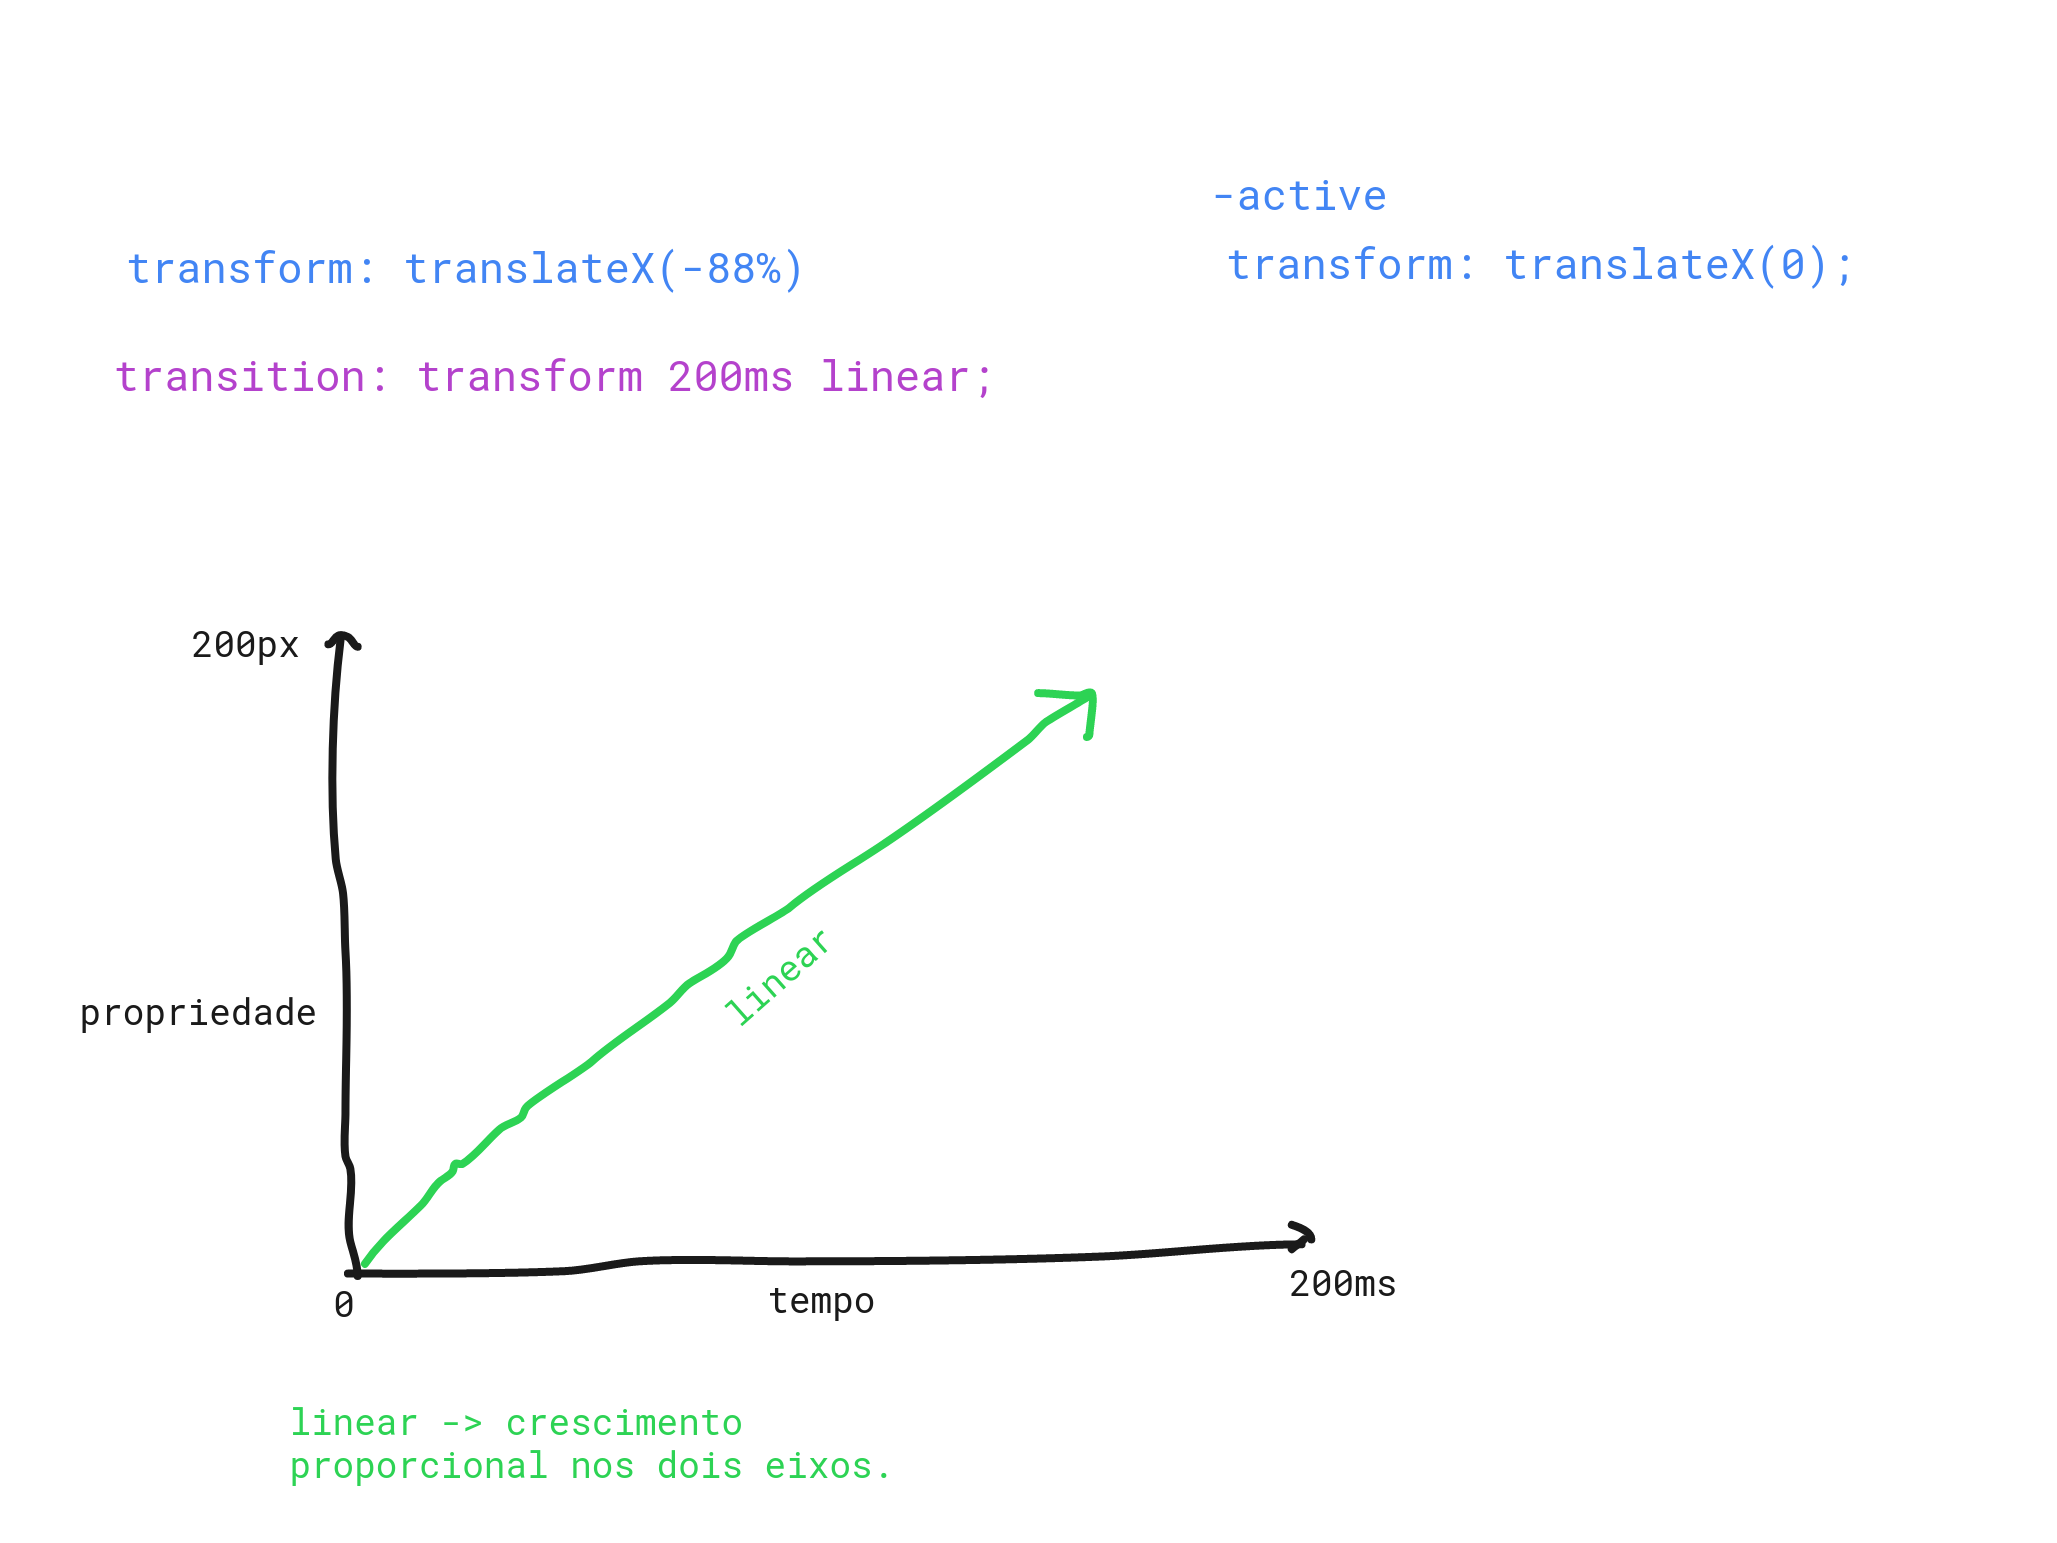 -active
transform: translateX(-88%)
transform: translateX(0);
transition: transform 200ms linear;
200px
linear
propriedade
0
tempo
200ms
linear -> crescimento
proporcional nos dois eixos.